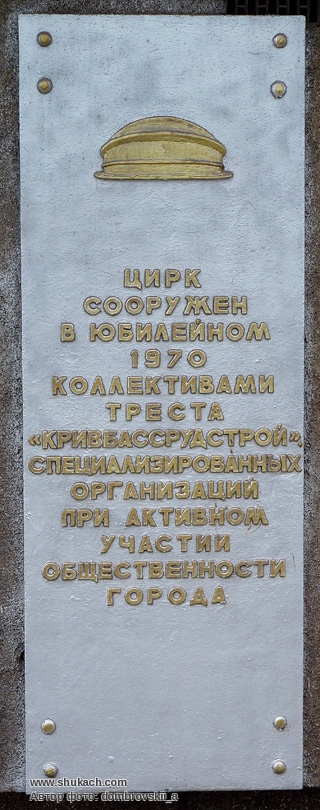 ЦИРК
СООРУЖЕН
В ЮБИЛЕЙНОМ
1970
КОЛЛЕКТИВАМИ
ТРЕСТА
«КРИВБАССРУДСТРОЙ»,
СПЕЦИАЛИЗИРОВАННЫХ
ОРГАНИЗАЦИЙ
ПРИ АКТИВНОМ
УЧАСТИИ
ОБЩЕСТВЕННОСТИ
ГОРОДА
www.shukach.com
Автор фото: dombrovskii_a